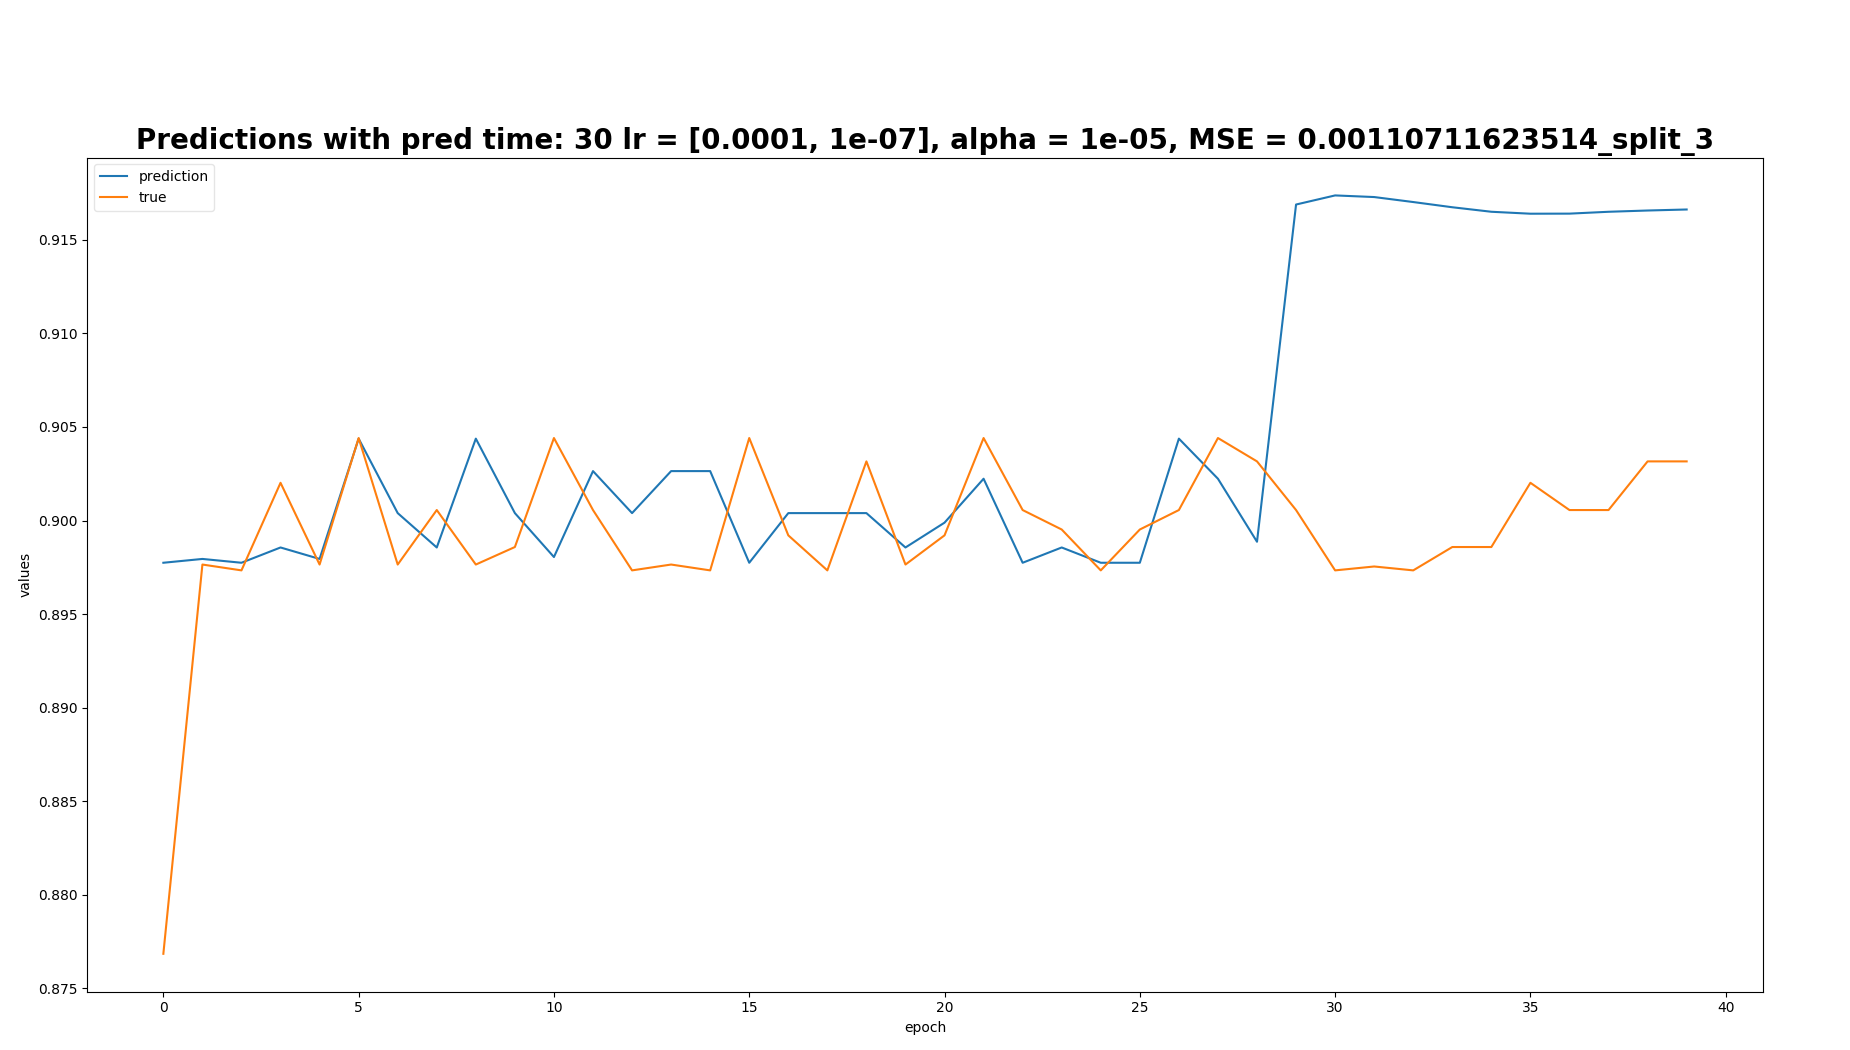 Predictions with pred time: 30 lr = [0.0001, 1e-07], alpha = 1e-05, MSE = 0.00110711623514_split_3
prediction
true
0.915
0.910
0.905
0.900
0.895
0.890
0.885
0.880
0.875
values
0 5 10 15 20 25 30 35 40
epoch